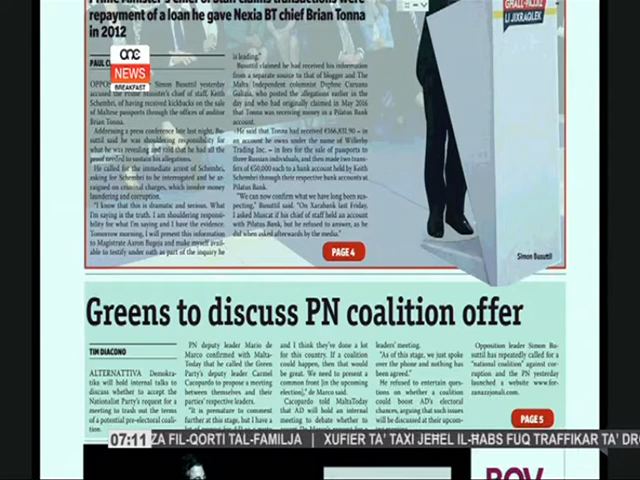 Prime Minister's chief of staff claims transactions were
repayment of a loan he gave Nexia BT chief Brian Tonna
in 2012
one
NEWS
BREAKFAST
PAUL
Simon Busuttil yesterday
accused the Prime Minister's chief of staff, Keith
Schembri, of having received kickbacks on the sale
of Maltese passports through the offices of auditor
Brian Tonna.
Addressing a press conference late last night, Bu-
suttil said he was shouldering responsibility for
what he was revealing and told that he had all the
proof needed to sustain his allegations.
He called for the immediate arrest of Schembri,
asking for Schembri to be interrogated and be ar-
raigned on criminal charges, which involve money
laundering and corruption.
"I know that this is dramatic and serious. What
I'm saying is the truth. I am shouldering responsi-
bility for what I'm saying and I have the evidence.
Tomorrow morning, I will present this information
to Magistrate Aaron Bugeja and make myself avail-
able to testify under oath as part of the inquiry he
is leading."
Busuttil claimed he had received his information
from a separate source to that of blogger and The
Malta Independent columnist Daphne Caruana
Galizia, who posted the allegations earlier in the
day and who had originally claimed in May 2016
that Tonna was receiving money in a Pilatus Bank
account.
He said that Tonna had received €166,831.90 – in
an account he owns under the name of Willerby
Trading Inc. – in fees for the sale of passports to
three Russian individuals, and then made two trans-
fers of €50,000 each to a bank account held by Keith
Schembri through their respective bank accounts at
Pilatus Bank.
"We can now confirm what we have long been sus-
pecting," Busuttil said. "On Xarabank last Friday,
I asked Muscat if his chief of staff held an account
with Pilatus Bank, but he refused to answer, as he
did when asked afterwards by the media."
PAGE 4
LI JIXRAQLEK
Simon Busuttil
Greens to discuss PN coalition offer
TIM DIACONO
ALTERNATTIVA Demokra-
tika will hold internal talks to
discuss whether to accept the
Nationalist Party's request for a
meeting to trash out the terms
of a potential pre-electoral coali-
tion.
PN deputy leader Mario de
Marco confirmed with Malta-
Today that he called the Green
Party's deputy leader Carmel
Cacopardo to propose a meeting
between themselves and their
parties' respective leaders.
"It is premature to comment
further at this stage, but I have a
and I think they've done a lot
for this country. If a coalition
could happen, then that would
be great. We need to present a
common front [on the upcoming
election]," de Marco said.
Cacopardo told MaltaToday
that AD will hold an internal
meeting to debate whether to
leaders' meeting.
"As of this stage, we just spoke
over the phone and nothing has
been agreed."
He refused to entertain ques-
tions on whether a coalition
could boost AD's electoral
chances, arguing that such issues
will be discussed at their upcom-
Opposition leader Simon Bu-
suttil has repeatedly called for a
"national coalition" against cor-
ruption and the PN yesterday
launched a website www.for-
zanazzjonali.com.
PAGE 5
07:11 ZA FIL-QORTI TAL-FAMILJA | XUFIER TA' TAXI JEHEL IL-HABS FUQ TRAFFIKAR TA' DRO